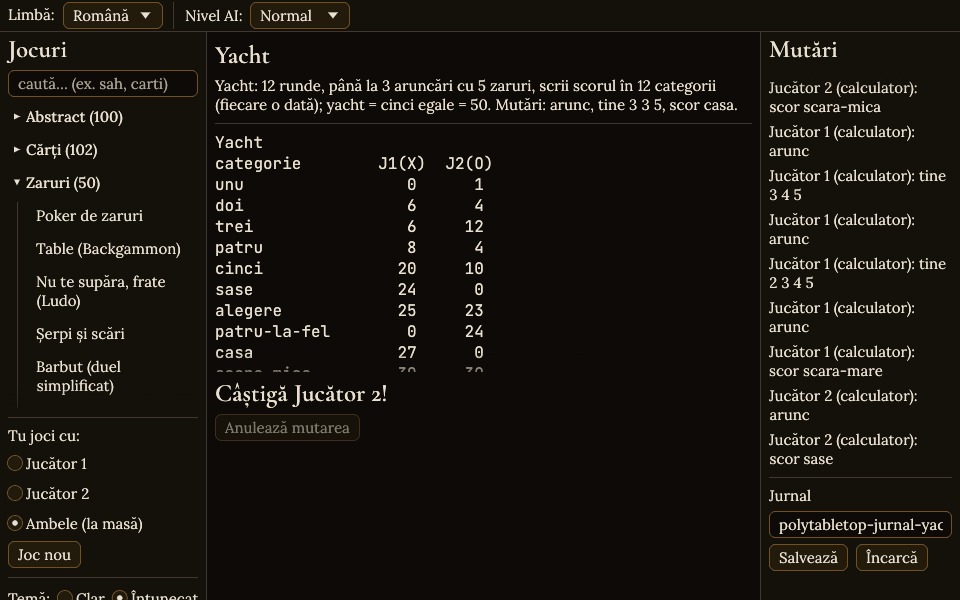 Limbă: Română Nivel AI: Normal
Jocuri
caută... (ex. sah, carti)
Abstract (100)
Cărți (102)
Zaruri (50)
Poker de zaruri
Table (Backgammon)
Nu te supăra, frate
(Ludo)
Șerpi și scări
Barbut (duel
simplificat)
Tu joci cu:
Jucător 1
Jucător 2
Ambele (la masă)
Joc nou
Temă: Clar Întunecat
Yacht
Yacht: 12 runde, până la 3 aruncări cu 5 zaruri, scrii scorul în 12 categorii
(fiecare o dată); yacht = cinci egale = 50. Mutări: arunc, tine 3 3 5, scor casa.
Yacht
categorie J1(X) J2(O)
unu 0 1
doi 6 4
trei 6 12
patru 8 4
cinci 20 10
sase 24 0
alegere 25 23
patru-la-fel 0 24
casa 27 0
scara-mica 30 30
Câștigă Jucător 2!
Anulează mutarea
Mutări
Jucător 2 (calculator):
scor scara-mica
Jucător 1 (calculator):
arunc
Jucător 1 (calculator): tine
3 4 5
Jucător 1 (calculator):
arunc
Jucător 1 (calculator): tine
2 3 4 5
Jucător 1 (calculator):
arunc
Jucător 1 (calculator):
scor scara-mare
Jucător 2 (calculator):
arunc
Jucător 2 (calculator):
scor sase
Jurnal
polytabletop-jurnal-yac
Salvează Încarcă